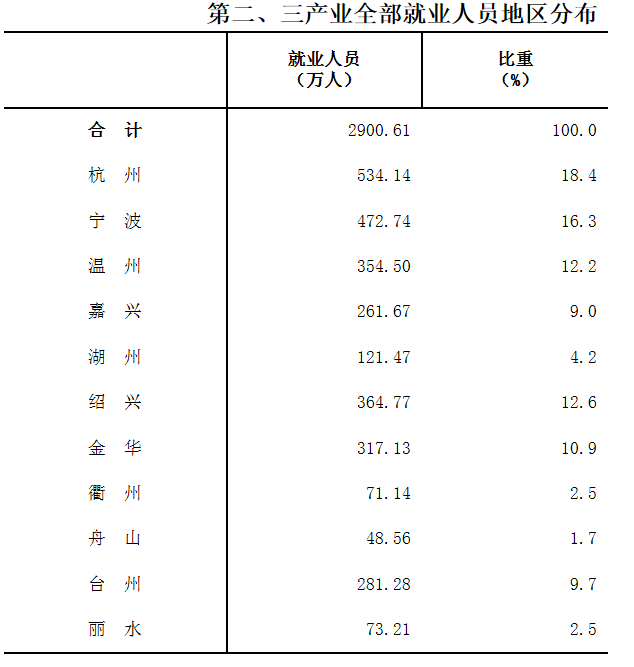 第二、三产业全部就业人员地区分布
就业人员 比重
（万人） （%）
合 计 2900.61 100.0
杭 州 534.14 18.4
宁 波 472.74 16.3
温 州 354.50 12.2
嘉 兴 261.67 9.0
湖 州 121.47 4.2
绍 兴 364.77 12.6
金 华 317.13 10.9
衢 州 71.14 2.5
舟 山 48.56 1.7
台 州 281.28 9.7
丽 水 73.21 2.5